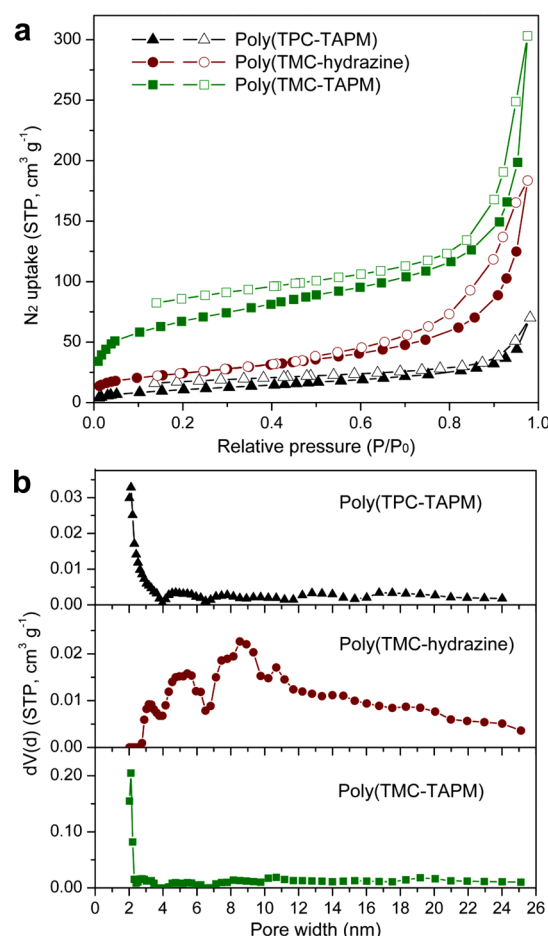 a
Poly(TPC-TAPM)
Poly(TMC-hydrazine)
Poly(TMC-TAPM)
300
250
200
150
100
50
0
N₂ uptake (STP, cm³ g⁻¹)
0.0 0.2 0.4 0.6 0.8 1.0
Relative pressure (P/P₀)
b
Poly(TPC-TAPM)
0.03
0.02
0.01
0.00
Poly(TMC-hydrazine)
0.02
0.01
0.00
dV(d) (STP, cm³ g⁻¹)
Poly(TMC-TAPM)
0.20
0.10
0.00
0 2 4 6 8 10 12 14 16 18 20 22 24 26
Pore width (nm)